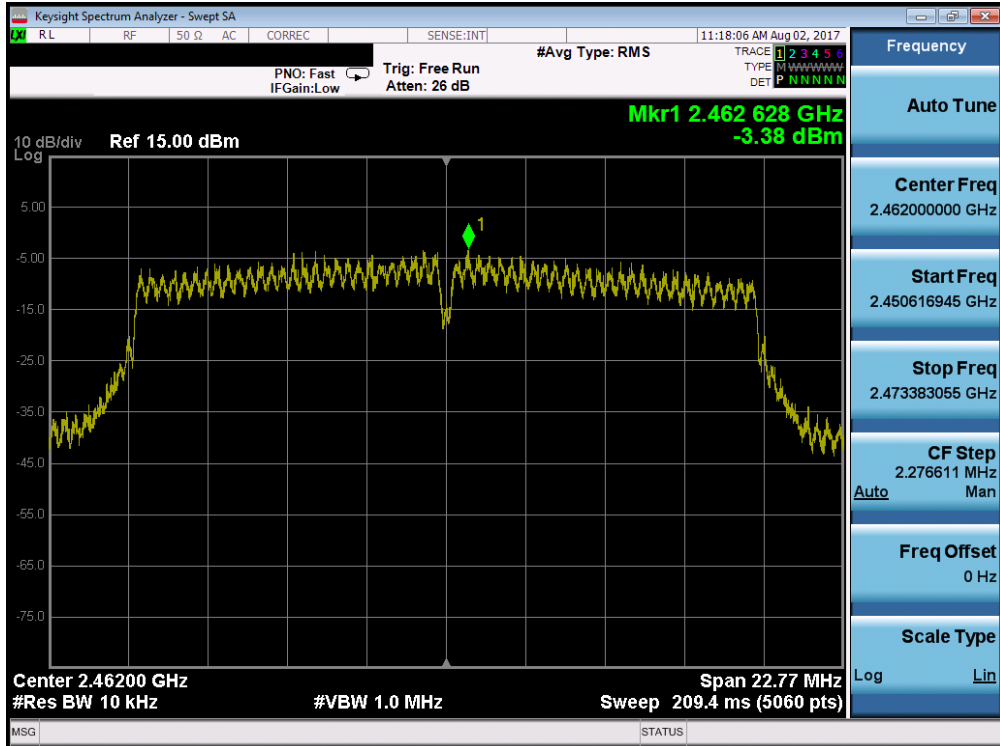 Keysight Spectrum Analyzer - Swept SA
LXI RL RF 50 Ω AC CORREC SENSE:INT 11:18:06 AM Aug 02, 2017
#Avg Type: RMS TRACE 1 2 3 4 5 6
PNO: Fast Trig: Free Run TYPE M WWWWW
IFGain:Low Atten: 26 dB DET P N N N N N
Mkr1 2.462 628 GHz
-3.38 dBm
10 dB/div Ref 15.00 dBm
Log
1
5.00
-5.00
-15.0
-25.0
-35.0
-45.0
-55.0
-65.0
-75.0
Center 2.46200 GHz Span 22.77 MHz
#Res BW 10 kHz #VBW 1.0 MHz Sweep 209.4 ms (5060 pts)
MSG STATUS
Frequency
Auto Tune
Center Freq
2.462000000 GHz
Start Freq
2.450616945 GHz
Stop Freq
2.473383055 GHz
CF Step
2.276611 MHz
Auto Man
Freq Offset
0 Hz
Scale Type
Log Lin